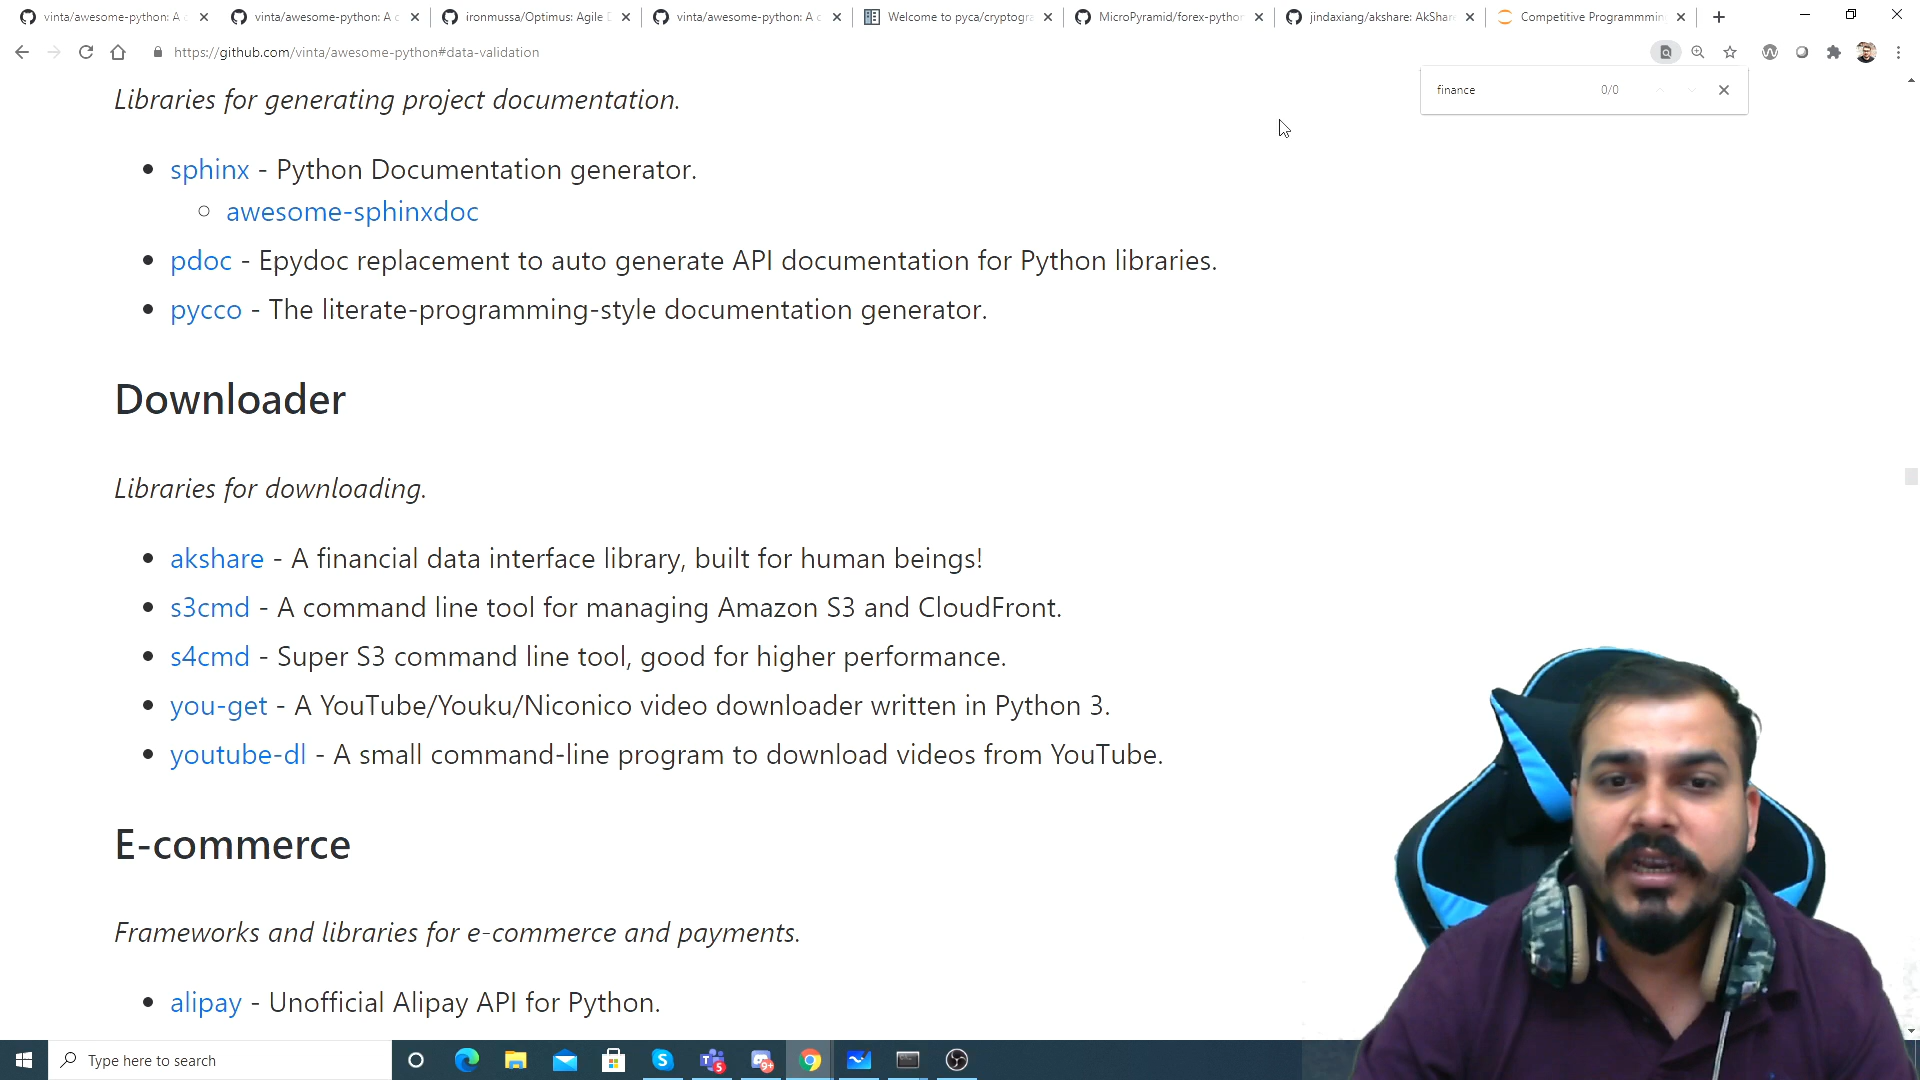 vinta/awesome-python: A c
vinta/awesome-python: A c
ironmussa/Optimus: Agile D
vinta/awesome-python: A c
Welcome to pyca/cryptogra
MicroPyramid/forex-python
jindaxiang/akshare: AkShare
Competitive Programmmin
https://github.com/vinta/awesome-python#data-validation
finance
0/0
Libraries for generating project documentation.
sphinx - Python Documentation generator.
awesome-sphinxdoc
pdoc - Epydoc replacement to auto generate API documentation for Python libraries.
pycco - The literate-programming-style documentation generator.
Downloader
Libraries for downloading.
akshare - A financial data interface library, built for human beings!
s3cmd - A command line tool for managing Amazon S3 and CloudFront.
s4cmd - Super S3 command line tool, good for higher performance.
you-get - A YouTube/Youku/Niconico video downloader written in Python 3.
youtube-dl - A small command-line program to download videos from YouTube.
E-commerce
Frameworks and libraries for e-commerce and payments.
alipay - Unofficial Alipay API for Python.
Type here to search
5
9+